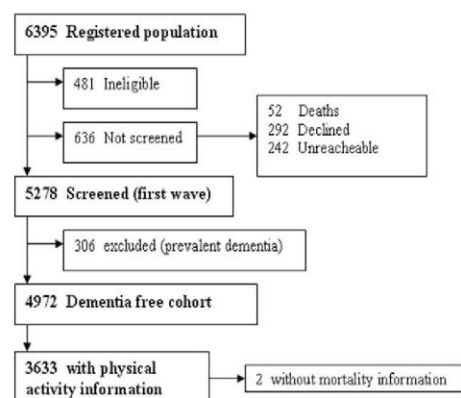 6395 Registered population
481 Ineligible
636 Not screened
52 Deaths
292 Declined
242 Unreacheable
5278 Screened (first wave)
306 excluded (prevalent dementia)
4972 Dementia free cohort
3633 with physical
activity information
2 without mortality information